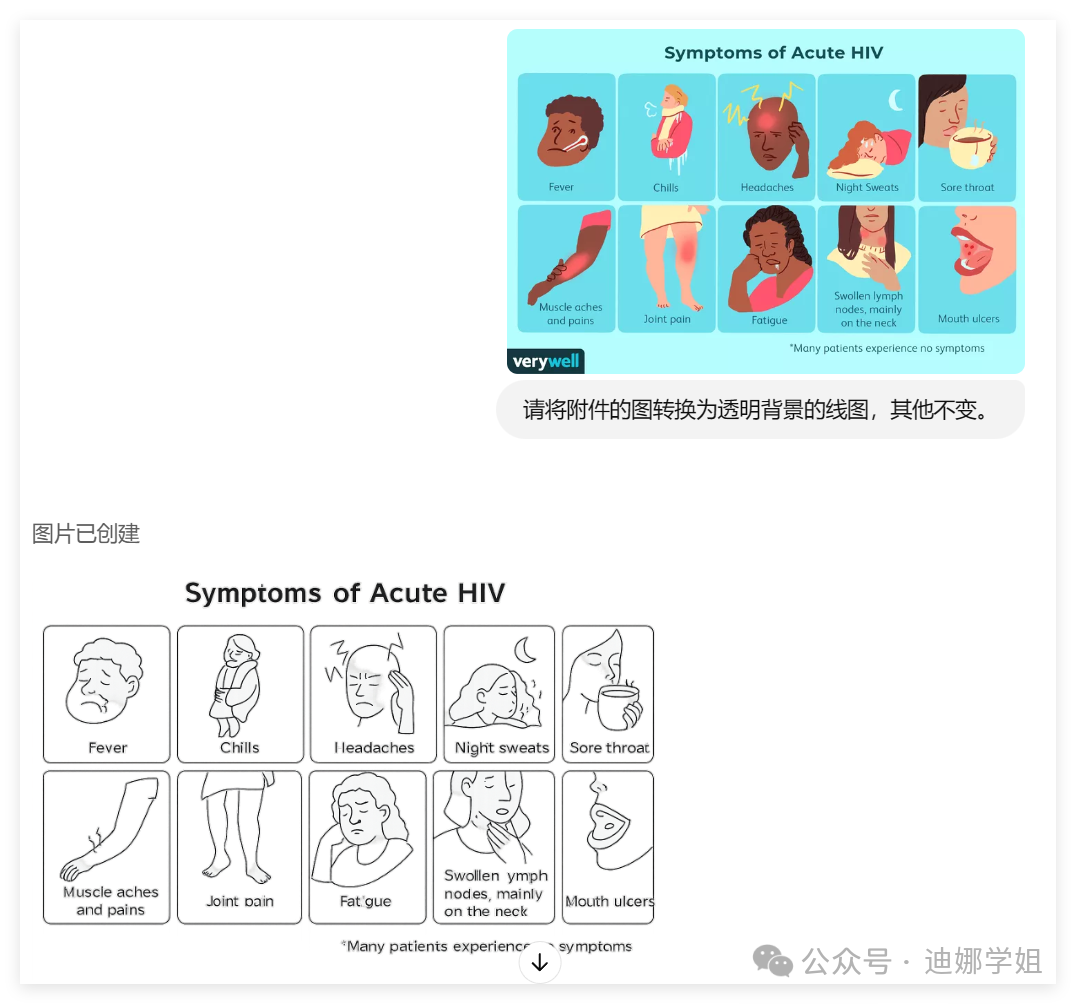 Symptoms of Acute HIV
Fever
Chills
Headaches
Night Sweats
Sore throat
Muscle aches
and pains
Joint pain
Fatigue
Swollen lymph
nodes, mainly
on the neck
Mouth ulcers
*Many patients experience no symptoms
verywell
请将附件的图转换为透明背景的线图，其他不变。
图片已创建
Symptoms of Acute HIV
Fever
Chills
Headaches
Night sweats
Sore throat
Muscle aches
and pains
Joint pain
Fat'gue
Swollen ymph
nodes, mainly
on the neck
Mouth ulcers
*Many patients experience symptoms
公众号 · 迪娜学姐